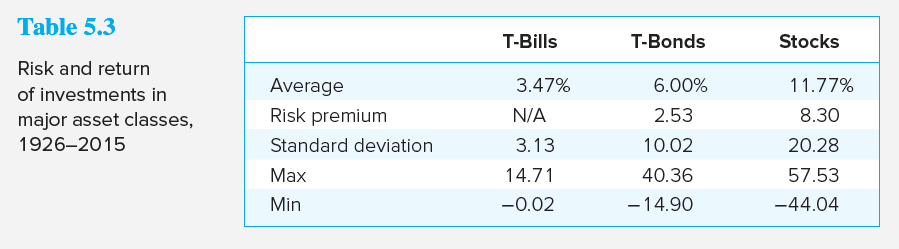 Table 5.3
Risk and return
of investments in
major asset classes,
1926–2015
T-Bills T-Bonds Stocks
Average 3.47% 6.00% 11.77%
Risk premium N/A 2.53 8.30
Standard deviation 3.13 10.02 20.28
Max 14.71 40.36 57.53
Min −0.02 −14.90 −44.04